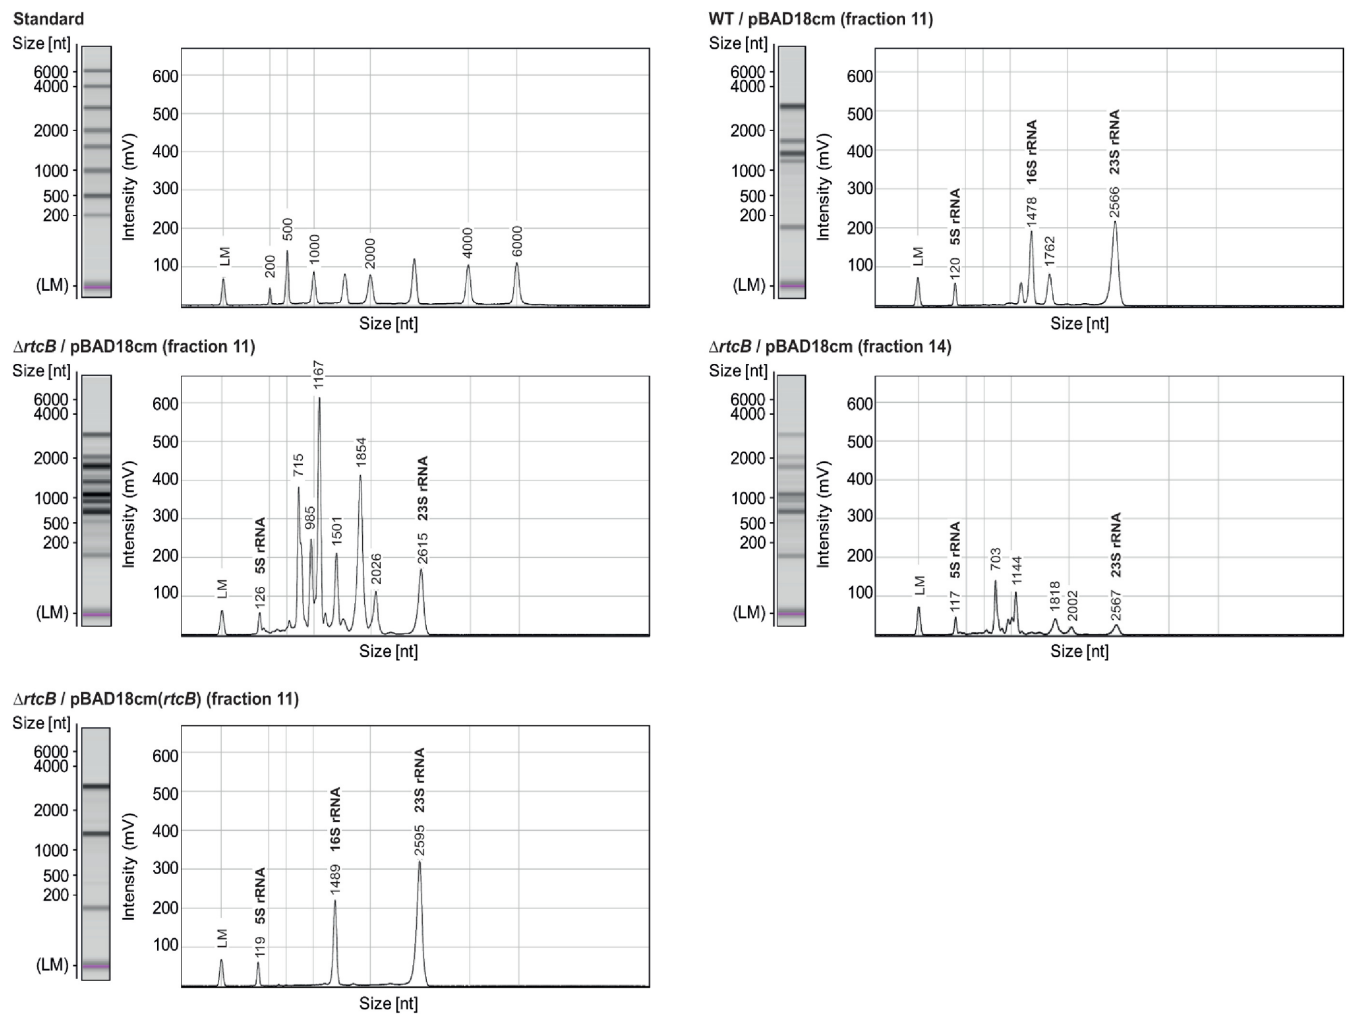 Standard
Size [nt]
6000
4000
2000
1000
500
200
(LM)
Intensity (mV)
600
500
400
300
200
100
LM
200
500
1000
2000
4000
6000
Size [nt]
WT / pBAD18cm (fraction 11)
Size [nt]
6000
4000
2000
1000
500
200
(LM)
Intensity (mV)
600
500
400
300
200
100
LM
120 5S rRNA
1478 16S rRNA
1762
2566 23S rRNA
Size [nt]
ΔrtcB / pBAD18cm (fraction 11)
Size [nt]
6000
4000
2000
1000
500
200
(LM)
Intensity (mV)
600
500
400
300
200
100
LM
126 5S rRNA
715
985
1167
1501
1854
2026
2615 23S rRNA
Size [nt]
ΔrtcB / pBAD18cm (fraction 14)
Size [nt]
6000
4000
2000
1000
500
200
(LM)
Intensity (mV)
600
500
400
300
200
100
LM
117 5S rRNA
703
1144
1818
2002
2567 23S rRNA
Size [nt]
ΔrtcB / pBAD18cm(rtcB) (fraction 11)
Size [nt]
6000
4000
2000
1000
500
200
(LM)
Intensity (mV)
600
500
400
300
200
100
LM
119 5S rRNA
1489 16S rRNA
2595 23S rRNA
Size [nt]